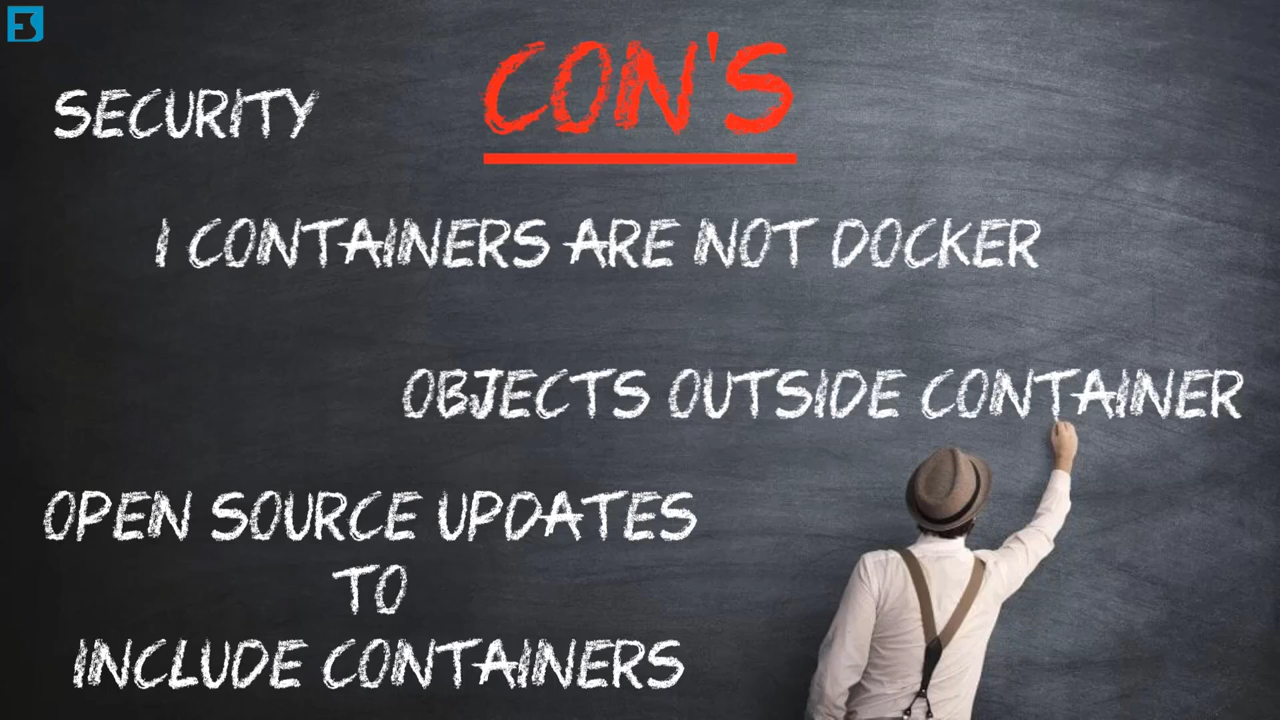 CON'S
SECURITY
I CONTAINERS ARE NOT DOCKER
OBJECTS OUTSIDE CONTAINER
OPEN SOURCE UPDATES
TO
INCLUDE CONTAINERS